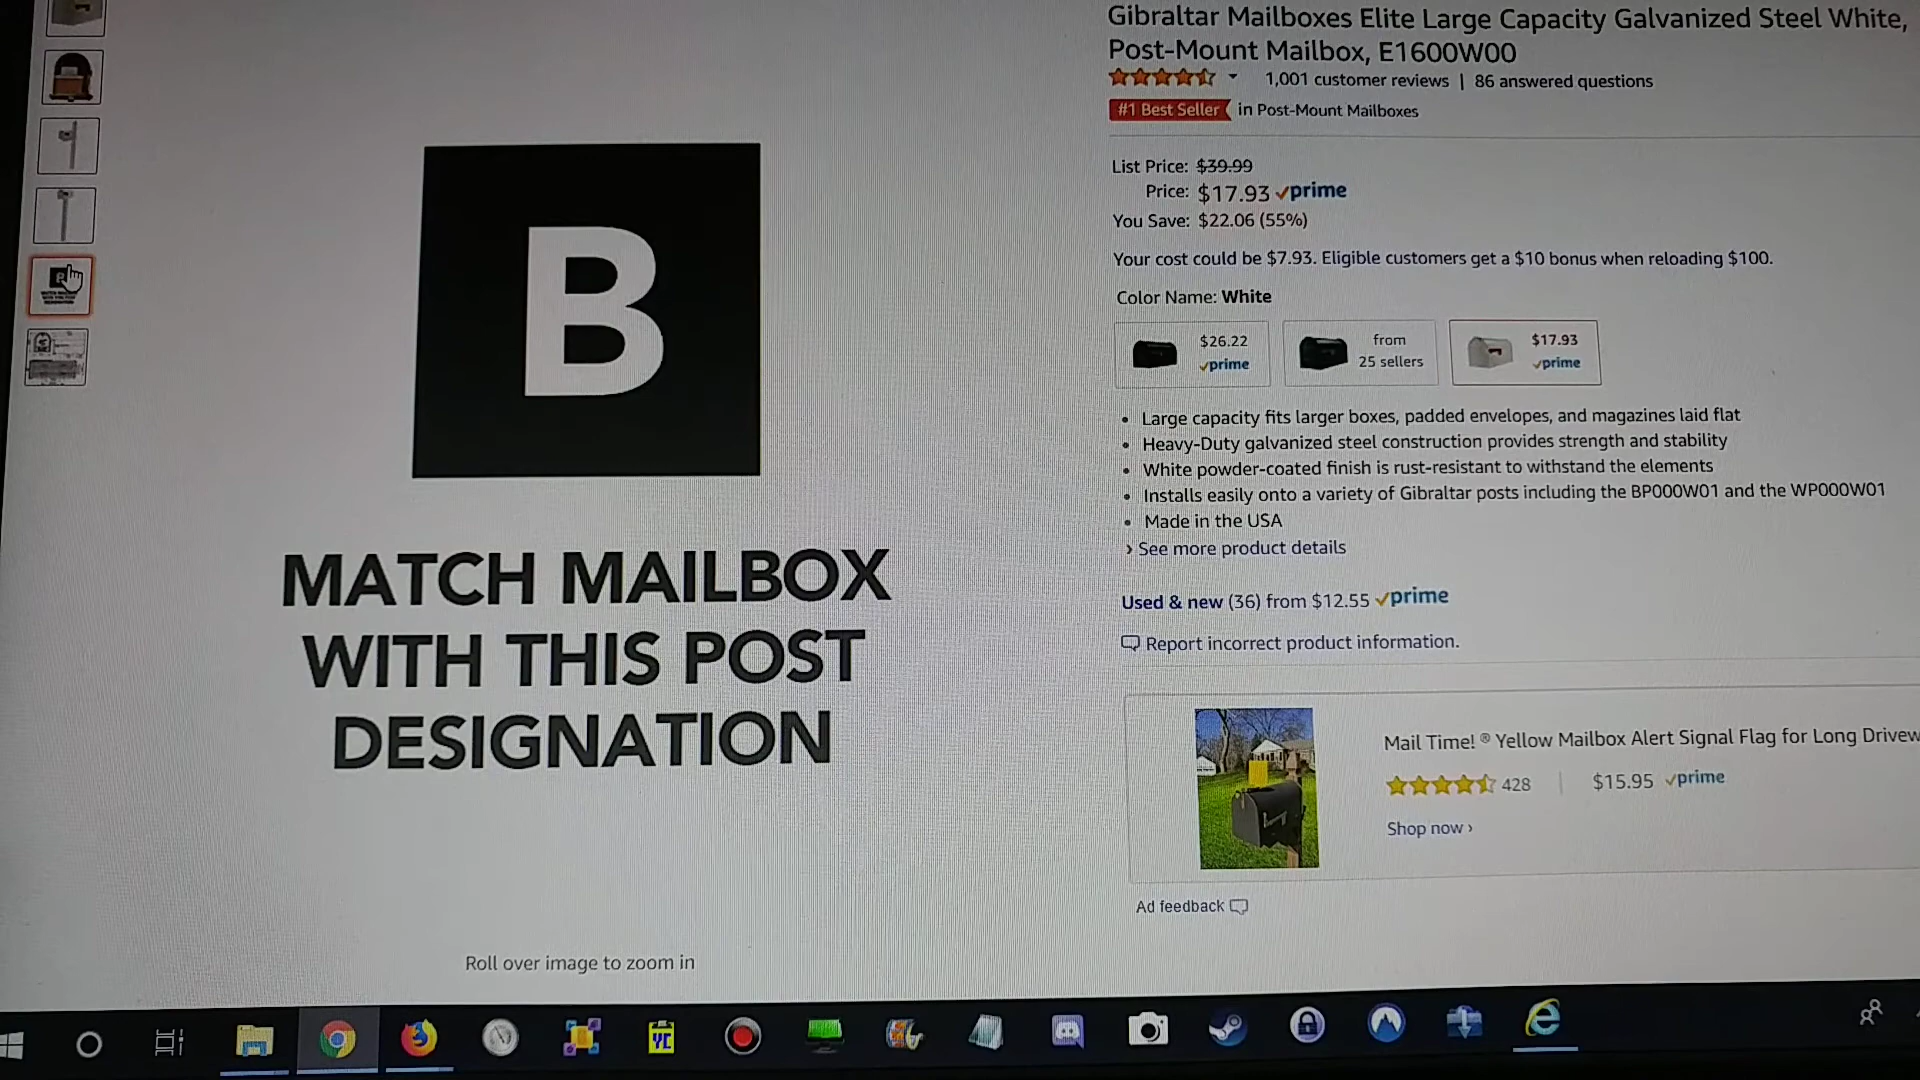 Gibraltar Mailboxes Elite Large Capacity Galvanized Steel White,
Post-Mount Mailbox, E1600W00
1,001 customer reviews | 86 answered questions
#1 Best Seller in Post-Mount Mailboxes
List Price: $39.99
Price: $17.93 prime
You Save: $22.06 (55%)
Your cost could be $7.93. Eligible customers get a $10 bonus when reloading $100.
Color Name: White
$26.22
prime
from
25 sellers
$17.93
prime
• Large capacity fits larger boxes, padded envelopes, and magazines laid flat
• Heavy-Duty galvanized steel construction provides strength and stability
• White powder-coated finish is rust-resistant to withstand the elements
• Installs easily onto a variety of Gibraltar posts including the BP000W01 and the WP000W01
• Made in the USA
› See more product details
Used & new (36) from $12.55 prime
Report incorrect product information.
Mail Time! ® Yellow Mailbox Alert Signal Flag for Long Drivew
428 | $15.95 prime
Shop now ›
Ad feedback
B
MATCH MAILBOX
WITH THIS POST
DESIGNATION
Roll over image to zoom in
YC